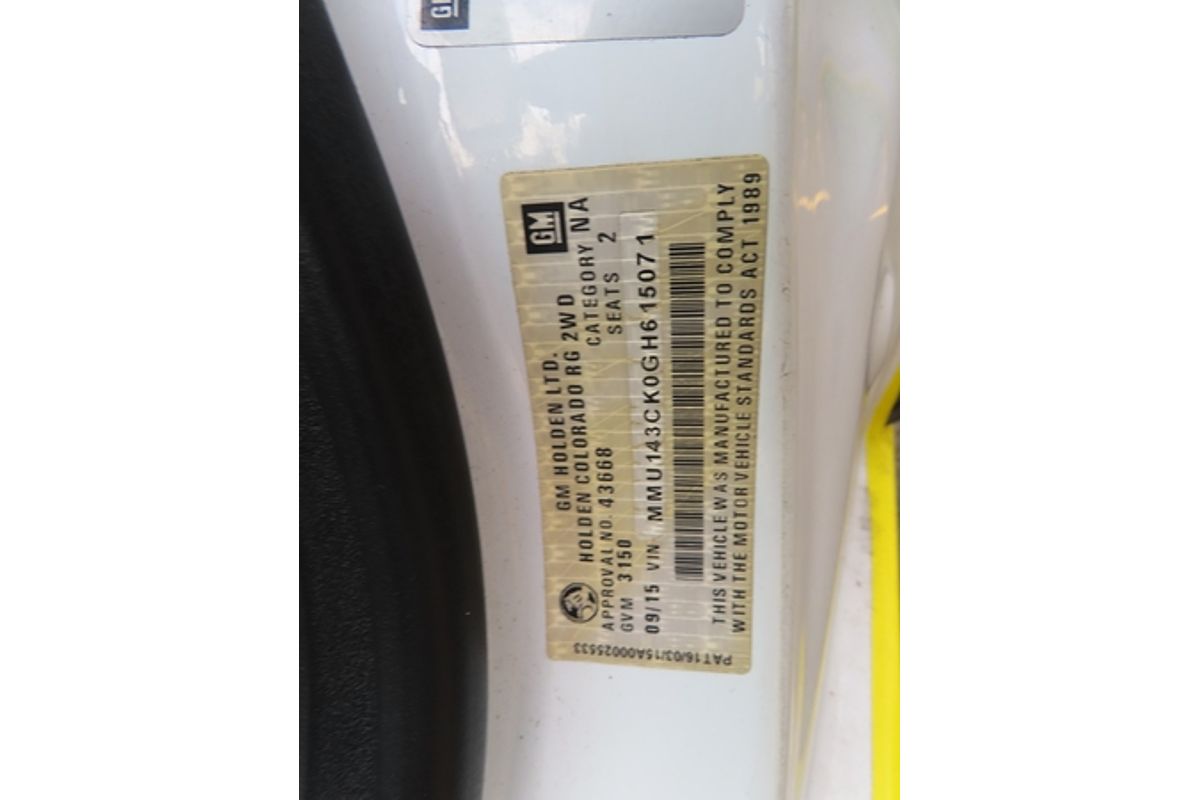 GM
GM HOLDEN LTD.
HOLDEN COLORADO RG 2WD
GM
APPROVAL NO. 43668
CATEGORY NA
GVM 3150
SEATS 2
09/15 VIN MMU143CK0GH615071
THIS VEHICLE WAS MANUFACTURED TO COMPLY
WITH THE MOTOR VEHICLE STANDARDS ACT 1989
PAT16/03/15A00025533